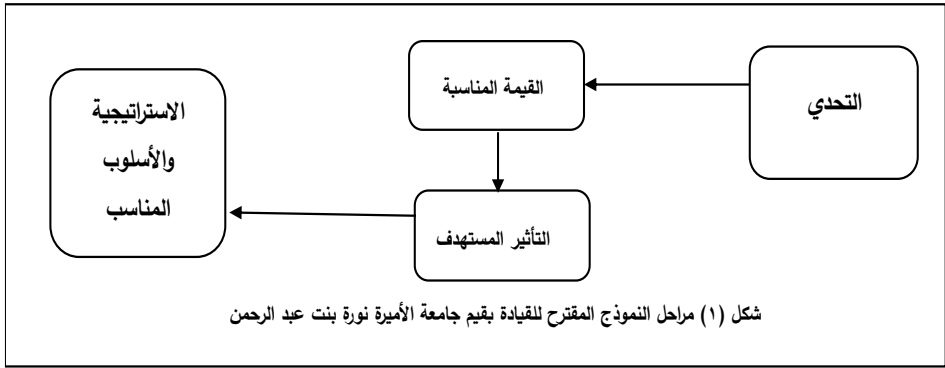 التحدي
القيمة المناسبة
التأثير المستهدف
الاستراتيجية
والأسلوب
المناسب
شكل (١) مراحل النموذج المقترح للقيادة بقيم جامعة الأميرة نورة بنت عبد الرحمن